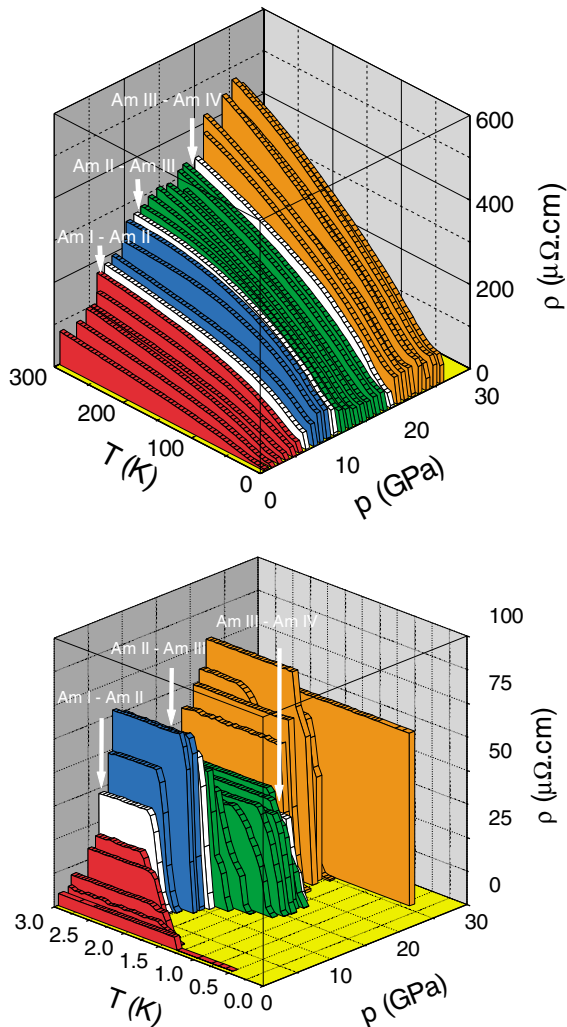 Am III - Am IV
Am II - Am III
Am I - Am II
600
400
200
0
ρ (μΩ.cm)
300
200
100
0
T (K)
0
10
20
30
p (GPa)
Am III - Am IV
Am II - Am III
Am I - Am II
100
75
50
25
0
ρ (μΩ.cm)
3.0
2.5
2.0
1.5
1.0
0.5
0.0
T (K)
0
10
20
30
p (GPa)